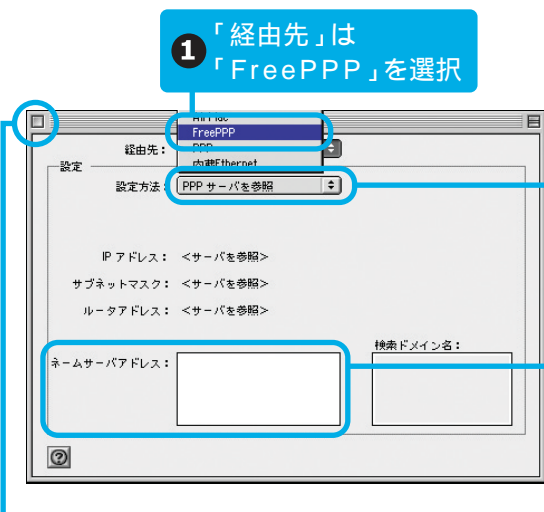 ❶「経由先」は
「FreePPP」を選択
FreePPP
経由先：
PPP
設定
内蔵Ethernet
設定方法：
PPP サーバを参照
IP アドレス：
<サーバを参照>
サブネットマスク：
<サーバを参照>
ルータアドレス：
<サーバを参照>
検索ドメイン名：
ネームサーバアドレス：
?